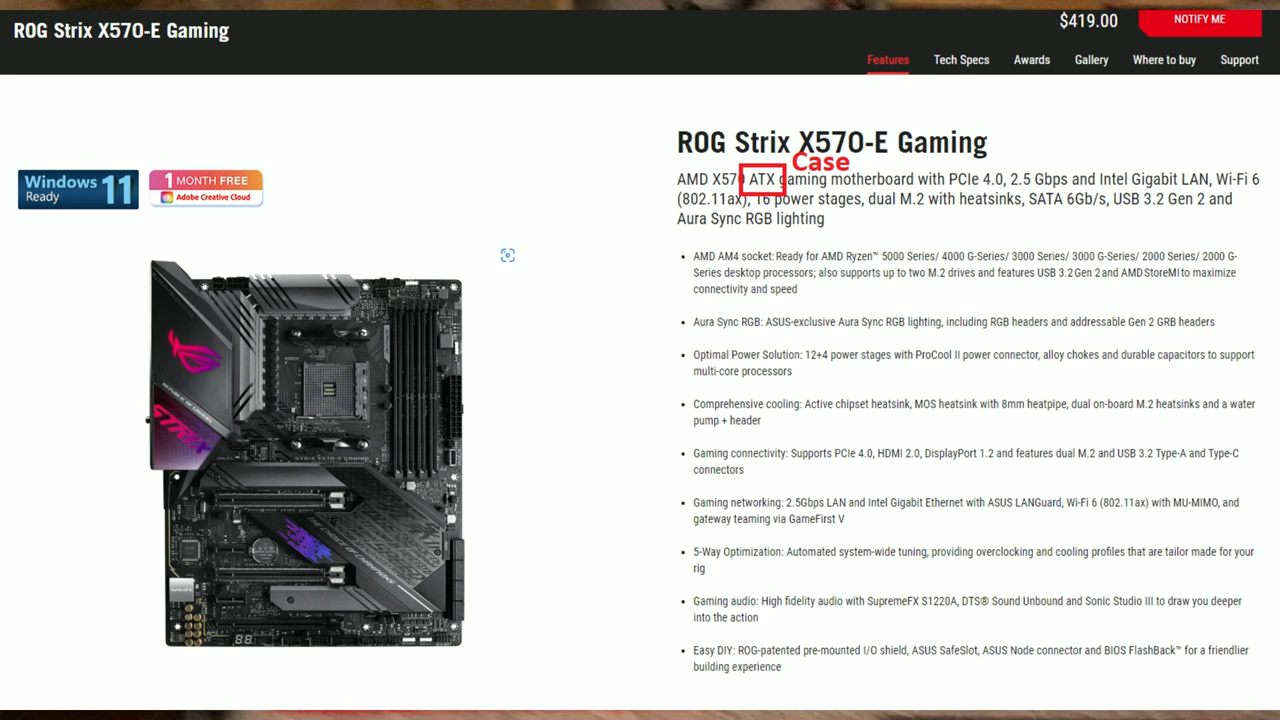 ROG Strix X570-E Gaming
$419.00
NOTIFY ME
Features Tech Specs Awards Gallery Where to buy Support
Windows 11
Ready
1 MONTH FREE
Adobe Creative Cloud
ROG Strix X570-E Gaming
Case
AMD X570 ATX gaming motherboard with PCIe 4.0, 2.5 Gbps and Intel Gigabit LAN, Wi-Fi 6
(802.11ax), 16 power stages, dual M.2 with heatsinks, SATA 6Gb/s, USB 3.2 Gen 2 and
Aura Sync RGB lighting
AMD AM4 socket: Ready for AMD Ryzen™ 5000 Series/ 4000 G-Series/ 3000 Series/ 3000 G-Series/ 2000 Series/ 2000 G-
Series desktop processors; also supports up to two M.2 drives and features USB 3.2 Gen 2 and AMD StoreMI to maximize
connectivity and speed
Aura Sync RGB: ASUS-exclusive Aura Sync RGB lighting, including RGB headers and addressable Gen 2 GRB headers
Optimal Power Solution: 12+4 power stages with ProCool II power connector, alloy chokes and durable capacitors to support
multi-core processors
Comprehensive cooling: Active chipset heatsink, MOS heatsink with 8mm heatpipe, dual on-board M.2 heatsinks and a water
pump + header
Gaming connectivity: Supports PCIe 4.0, HDMI 2.0, DisplayPort 1.2 and features dual M.2 and USB 3.2 Type-A and Type-C
connectors
Gaming networking: 2.5Gbps LAN and Intel Gigabit Ethernet with ASUS LANGuard, Wi-Fi 6 (802.11ax) with MU-MIMO, and
gateway teaming via GameFirst V
5-Way Optimization: Automated system-wide tuning, providing overclocking and cooling profiles that are tailor made for your
rig
Gaming audio: High fidelity audio with SupremeFX S1220A, DTS® Sound Unbound and Sonic Studio III to draw you deeper
into the action
Easy DIY: ROG-patented pre-mounted I/O shield, ASUS SafeSlot, ASUS Node connector and BIOS FlashBack™ for a friendlier
building experience
STRIX
STRIX X570-E GAMING
88